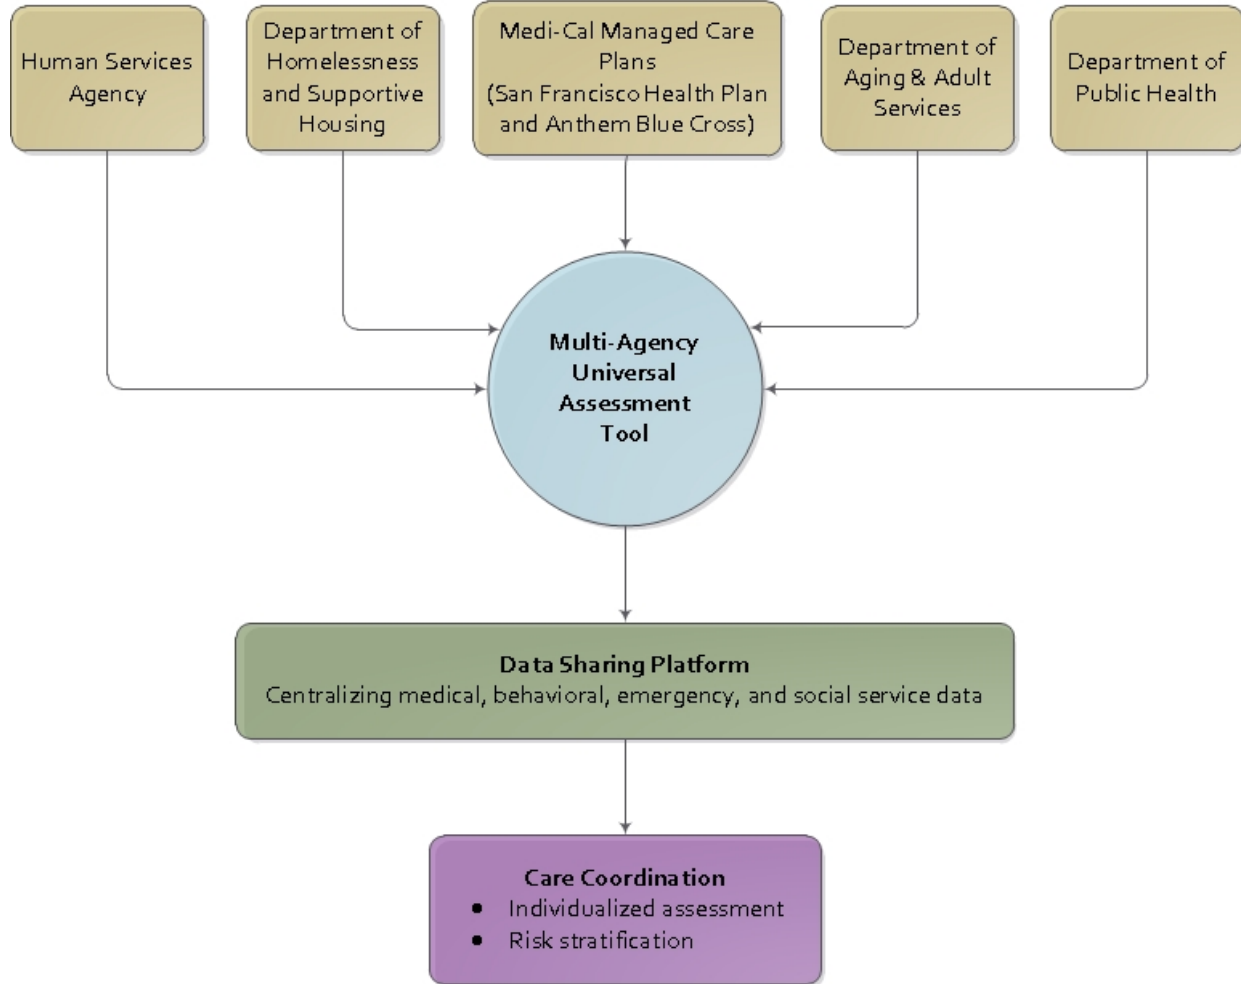 Human Services
Agency
Department of
Homelessness
and Supportive
Housing
Medi-Cal Managed Care
Plans
(San Francisco Health Plan
and Anthem Blue Cross)
Department of
Aging & Adult
Services
Department of
Public Health
Multi-Agency
Universal
Assessment
Tool
Data Sharing Platform
Centralizing medical, behavioral, emergency, and social service data
Care Coordination
• Individualized assessment
• Risk stratification